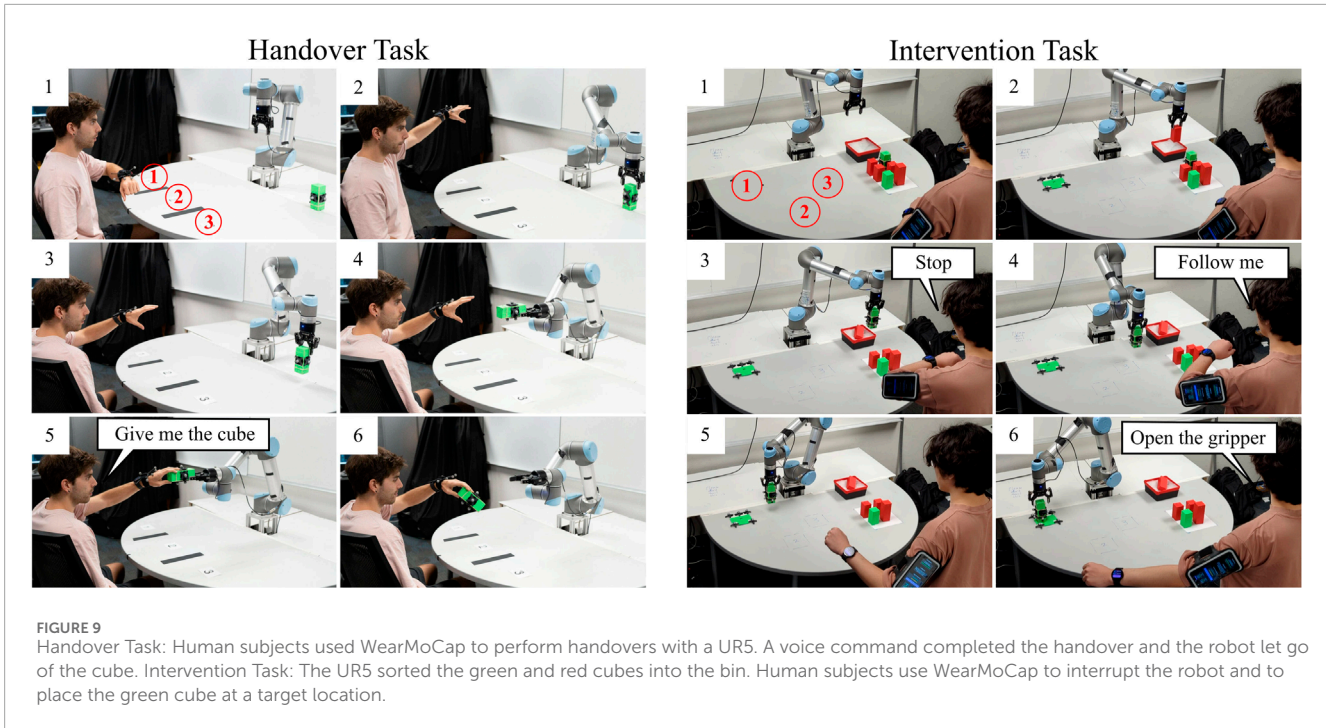 Handover Task
1
1
2
3
2
3
4
5
Give me the cube
6
Intervention Task
1
1
2
3
2
3
Stop
4
Follow me
5
6
Open the gripper
FIGURE 9
Handover Task: Human subjects used WearMoCap to perform handovers with a UR5. A voice command completed the handover and the robot let go
of the cube. Intervention Task: The UR5 sorted the green and red cubes into the bin. Human subjects use WearMoCap to interrupt the robot and to
place the green cube at a target location.